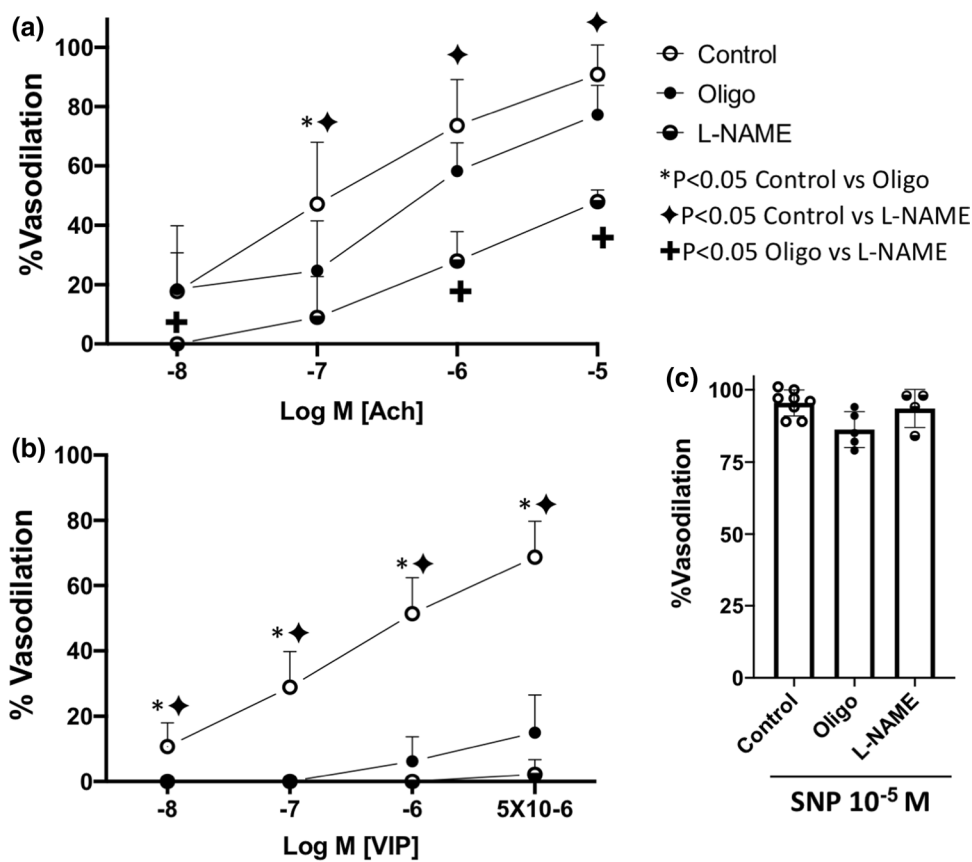 (a)
%Vasodilation
100
80
60
40
20
0
*✦
✦
✦
✚
✚
✚
-8 -7 -6 -5
Log M [Ach]
Control
Oligo
L-NAME
*P<0.05 Control vs Oligo
✦P<0.05 Control vs L-NAME
✚P<0.05 Oligo vs L-NAME
(b)
% Vasodilation
100
80
60
40
20
0
*✦
*✦
*✦
*✦
-8 -7 -6 5X10-6
Log M [VIP]
(c)
%Vasodilation
100
75
50
25
0
Control Oligo L-NAME
SNP 10⁻⁵ M